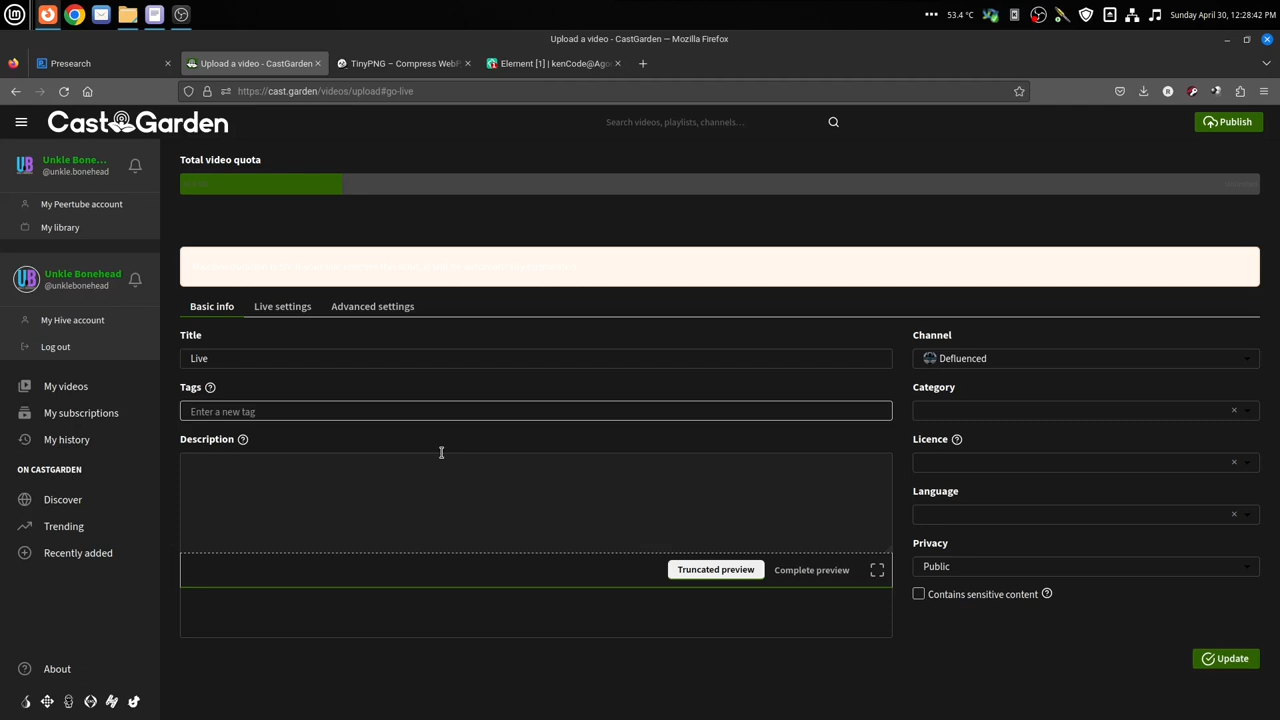 53.4 °C
Sunday April 30, 12:28:42 PM
Upload a video - CastGarden — Mozilla Firefox
Presearch
Upload a video - CastGarden
TinyPNG – Compress WebP
Element [1] | kenCode@Ago
https://cast.garden/videos/upload#go-live
CastGarden
Search videos, playlists, channels…
Publish
Unkle Bone...
@unkle.bonehead
My Peertube account
My library
Unkle Bonehead
@unklebonehead
My Hive account
Log out
My videos
My subscriptions
My history
ON CASTGARDEN
Discover
Trending
Recently added
About
Total video quota
Basic info
Live settings
Advanced settings
Title
Live
Tags
Enter a new tag
Description
Truncated preview
Complete preview
Channel
Defluenced
Category
Licence
Language
Privacy
Public
Contains sensitive content
Update